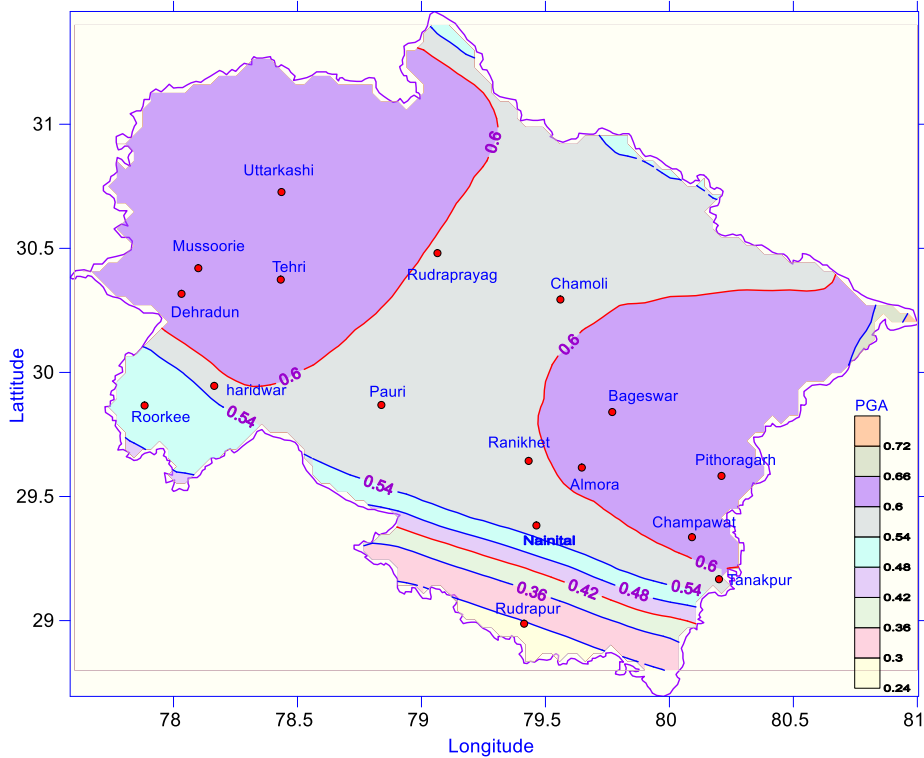 31
0.6
Uttarkashi
30.5
Mussoorie
Tehri
Rudraprayag
Chamoli
Dehradun
0.6
30
0.6
haridwar
Pauri
Bageswar
0.54
Roorkee
PGA
Ranikhet
0.72
Pithoragarh
0.66
0.54
Almora
29.5
0.6
Champawat
0.54
Nainital
0.6
0.48
Tanakpur
0.36
0.42
0.48
0.54
0.42
Rudrapur
29
0.36
0.3
0.24
78
78.5
79
79.5
80
80.5
81
Longitude
Lattitude